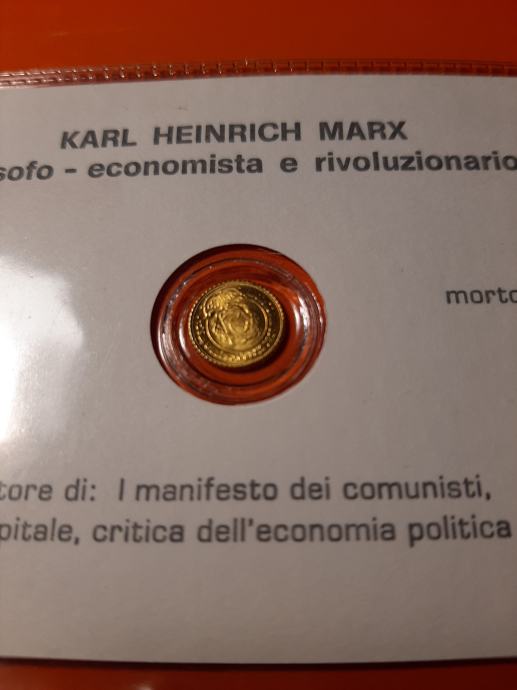 KARL HEINRICH MARX
sofo - economista e rivoluzionario
morto
tore di: I manifesto dei comunisti,
pitale, critica dell'economia politica